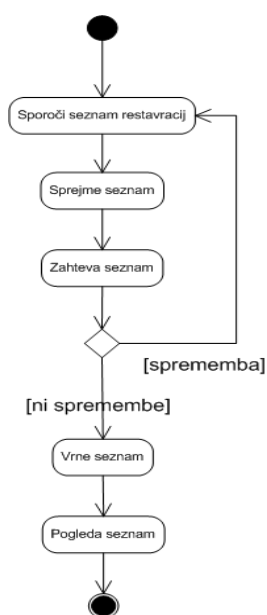 Sporoči seznam restavracij
Sprejme seznam
Zahteva seznam
[sprememba]
[ni spremembe]
Vrne seznam
Pogleda seznam